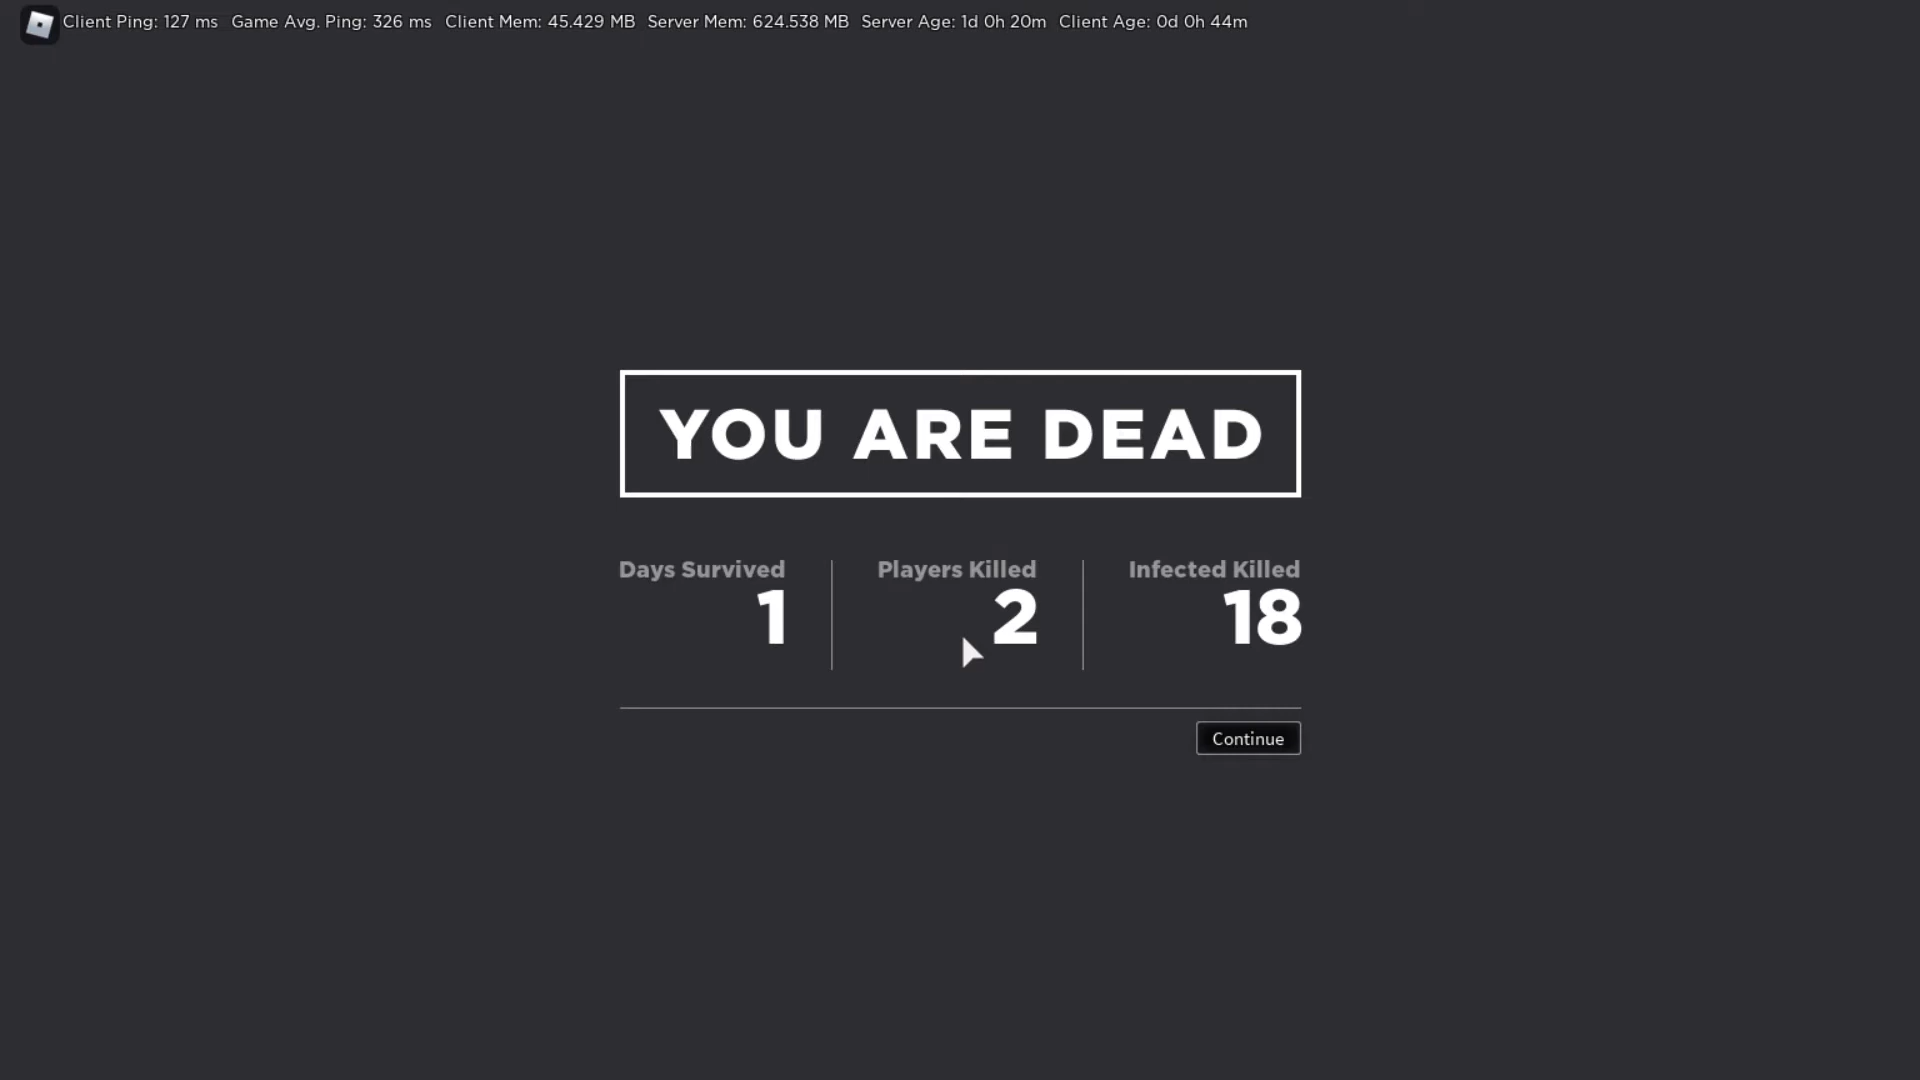 Client Ping: 127 ms Game Avg. Ping: 326 ms Client Mem: 45.429 MB Server Mem: 624.538 MB Server Age: 1d 0h 20m Client Age: 0d 0h 44m
YOU ARE DEAD
Days Survived Players Killed Infected Killed
1 2 18
Continue